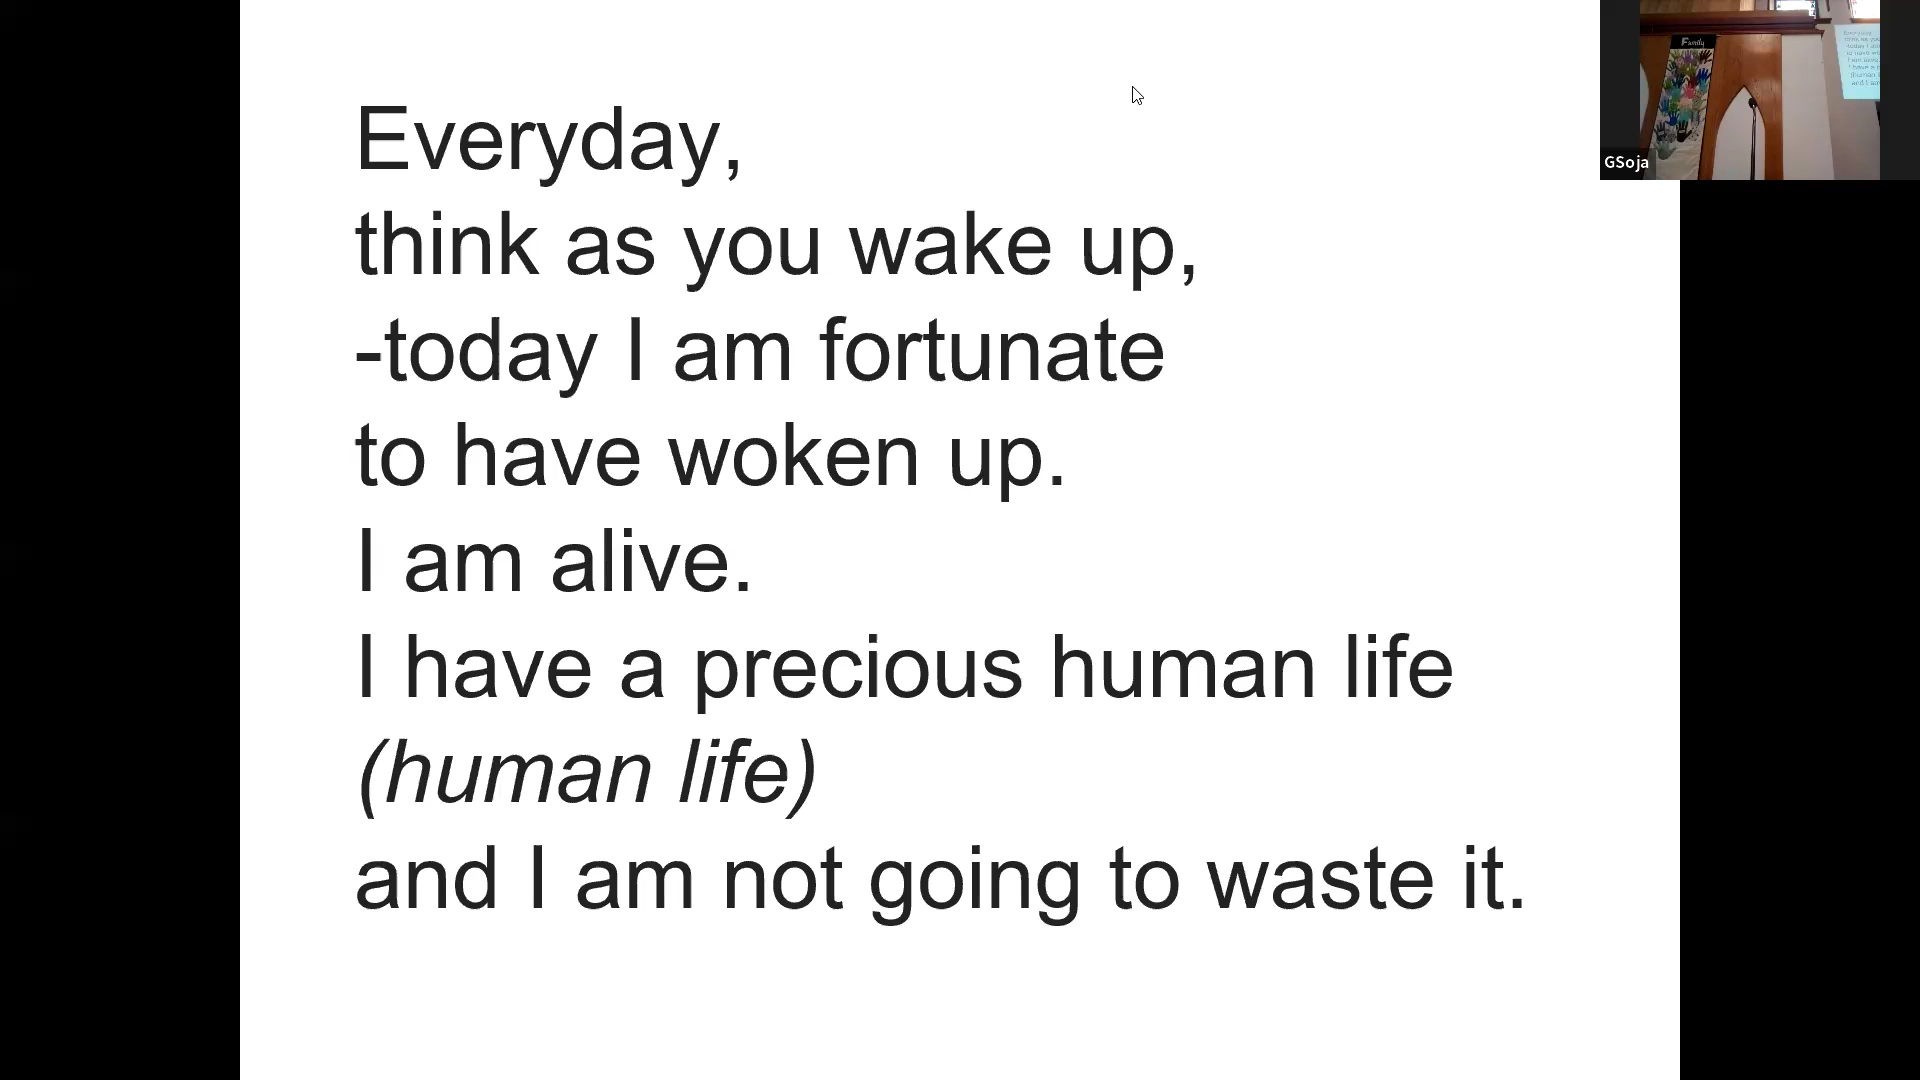 Everyday,
think as you wake up,
-today I am fortunate
to have woken up.
I am alive.
I have a precious human life
(human life)
and I am not going to waste it.
Family
GSoja